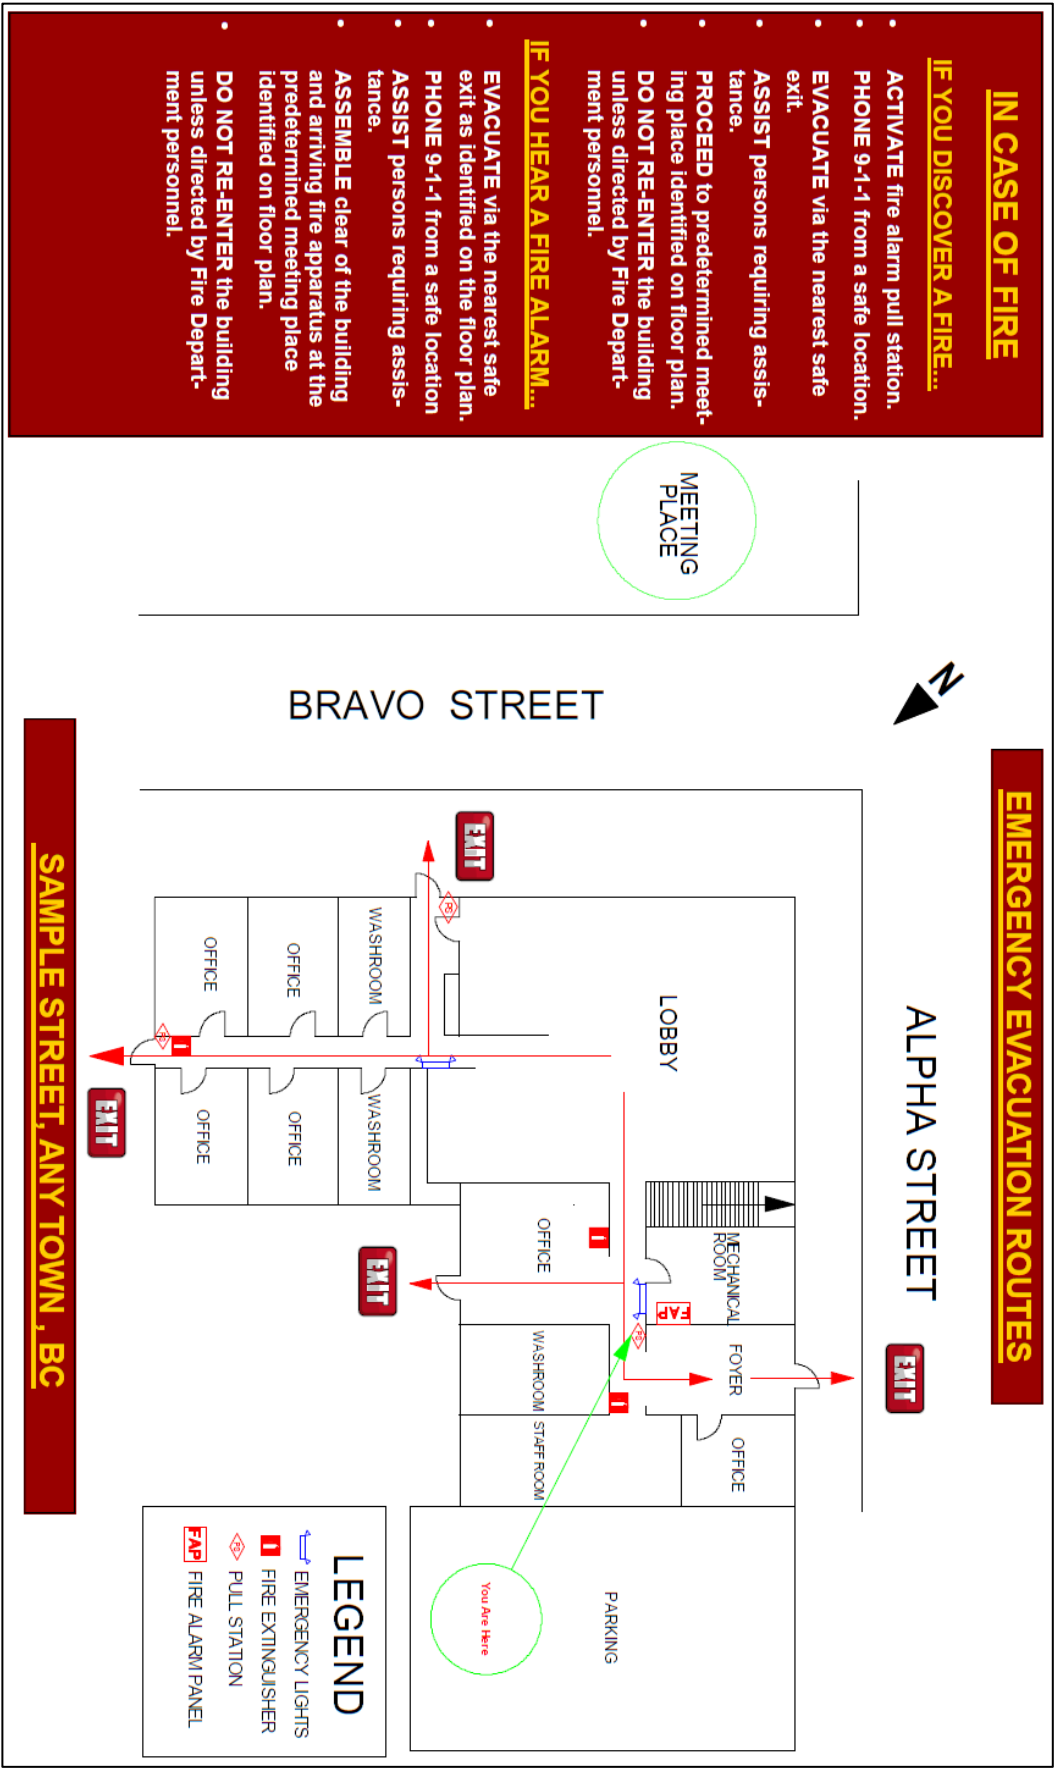 IN CASE OF FIRE
IF YOU DISCOVER A FIRE...
• ACTIVATE fire alarm pull station.
• PHONE 9-1-1 from a safe location.
• EVACUATE via the nearest safe
exit.
• ASSIST persons requiring assis-
tance.
• PROCEED to predetermined meet-
ing place identified on floor plan.
• DO NOT RE-ENTER the building
unless directed by Fire Depart-
ment personnel.
IF YOU HEAR A FIRE ALARM...
• EVACUATE via the nearest safe
exit as identified on the floor plan.
• PHONE 9-1-1 from a safe location
• ASSIST persons requiring assis-
tance.
• ASSEMBLE clear of the building
and arriving fire apparatus at the
predetermined meeting place
identified on floor plan.
• DO NOT RE-ENTER the building
unless directed by Fire Depart-
ment personnel.
EMERGENCY EVACUATION ROUTES
N
ALPHA STREET
EXIT
MEETING
PLACE
BRAVO STREET
LOBBY
MECHANICAL
ROOM
FAP
PS
FOYER
OFFICE
OFFICE
WASHROOM
STAFF ROOM
PARKING
You Are Here
EXIT
PS
EXIT
WASHROOM
WASHROOM
OFFICE
OFFICE
OFFICE
OFFICE
PS
EXIT
LEGEND
EMERGENCY LIGHTS
FIRE EXTINGUISHER
PS PULL STATION
FAP FIRE ALARM PANEL
SAMPLE STREET, ANY TOWN , BC